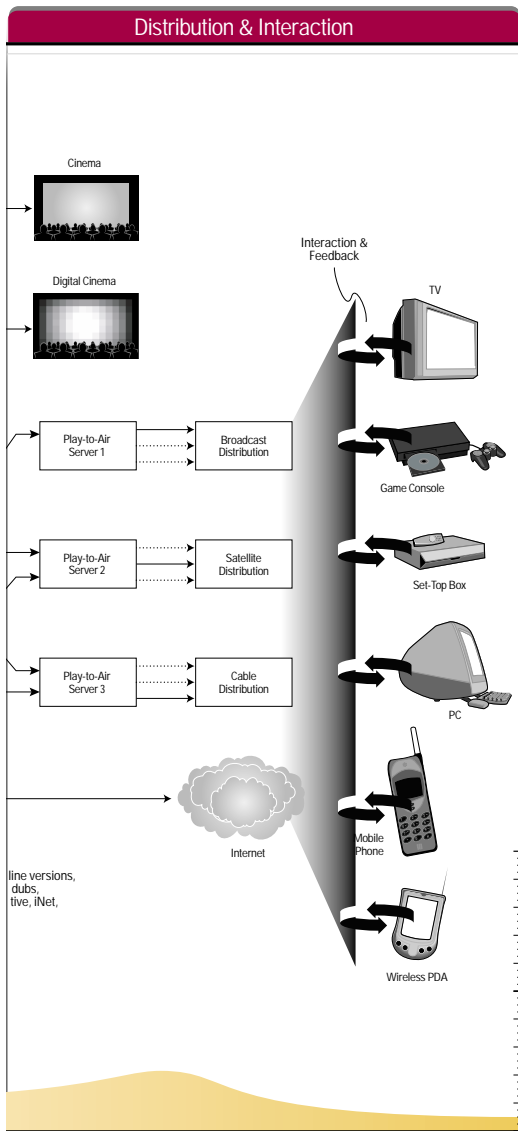 Distribution & Interaction
Cinema
Digital Cinema
Interaction &
Feedback
TV
Play-to-Air
Server 1
Broadcast
Distribution
Game Console
Play-to-Air
Server 2
Satellite
Distribution
Set-Top Box
Play-to-Air
Server 3
Cable
Distribution
PC
Internet
Mobile
Phone
line versions,
dubs,
tive, iNet,
Wireless PDA